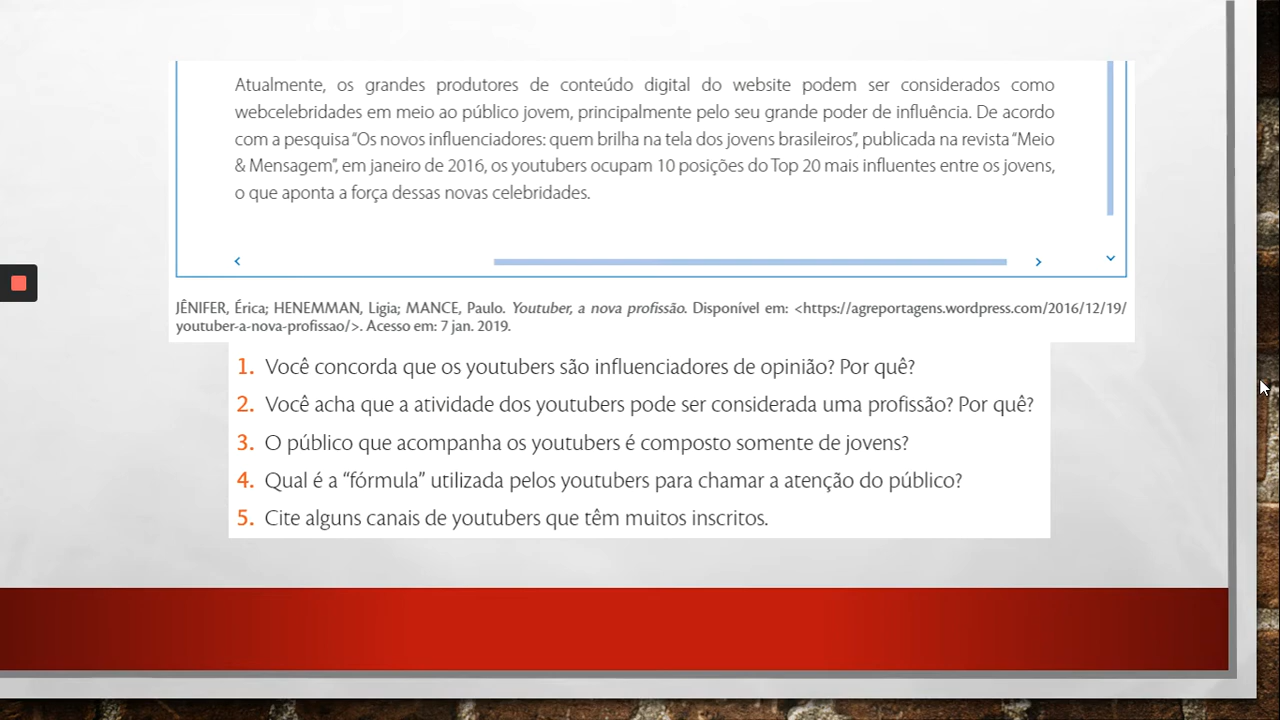 Atualmente, os grandes produtores de conteúdo digital do website podem ser considerados como
webcelebridades em meio ao público jovem, principalmente pelo seu grande poder de influência. De acordo
com a pesquisa “Os novos influenciadores: quem brilha na tela dos jovens brasileiros”, publicada na revista “Meio
& Mensagem”, em janeiro de 2016, os youtubers ocupam 10 posições do Top 20 mais influentes entre os jovens,
o que aponta a força dessas novas celebridades.
JÊNIFER, Érica; HENEMMAN, Ligia; MANCE, Paulo. Youtuber, a nova profissão. Disponível em: <https://agreportagens.wordpress.com/2016/12/19/
youtuber-a-nova-profissao/>. Acesso em: 7 jan. 2019.
1. Você concorda que os youtubers são influenciadores de opinião? Por quê?
2. Você acha que a atividade dos youtubers pode ser considerada uma profissão? Por quê?
3. O público que acompanha os youtubers é composto somente de jovens?
4. Qual é a “fórmula” utilizada pelos youtubers para chamar a atenção do público?
5. Cite alguns canais de youtubers que têm muitos inscritos.